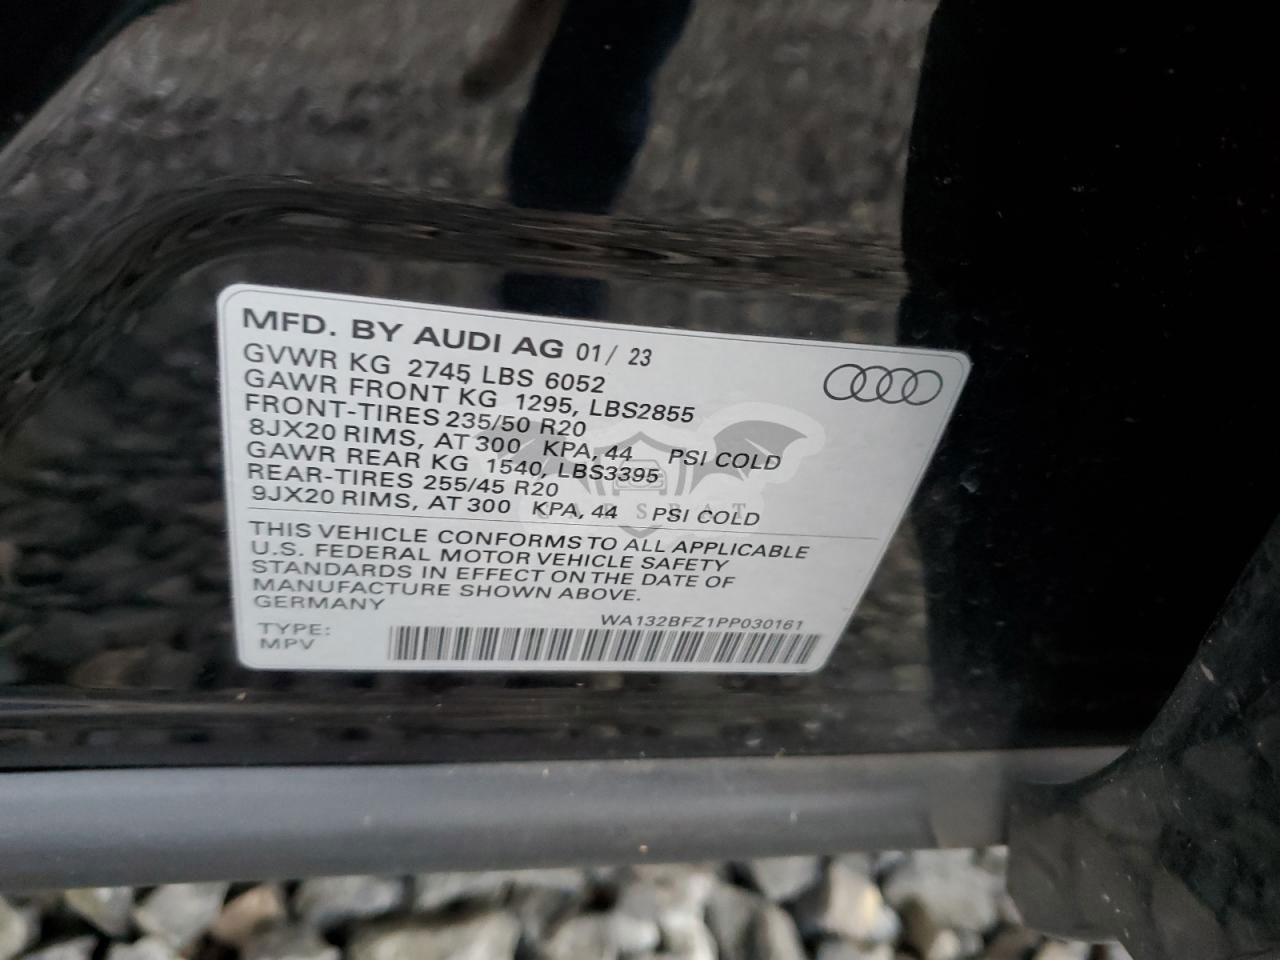 MFD. BY AUDI AG 01/ 23
GVWR KG 2745 LBS 6052
GAWR FRONT KG 1295, LBS2855
FRONT-TIRES 235/50 R20
8JX20 RIMS, AT 300 KPA, 44 PSI COLD
GAWR REAR KG 1540, LBS3395
REAR-TIRES 255/45 R20
9JX20 RIMS, AT 300 KPA, 44 PSI COLD
THIS VEHICLE CONFORMS TO ALL APPLICABLE
U.S. FEDERAL MOTOR VEHICLE SAFETY
STANDARDS IN EFFECT ON THE DATE OF
MANUFACTURE SHOWN ABOVE.
GERMANY
WA132BFZ1PP030161
TYPE:
MPV